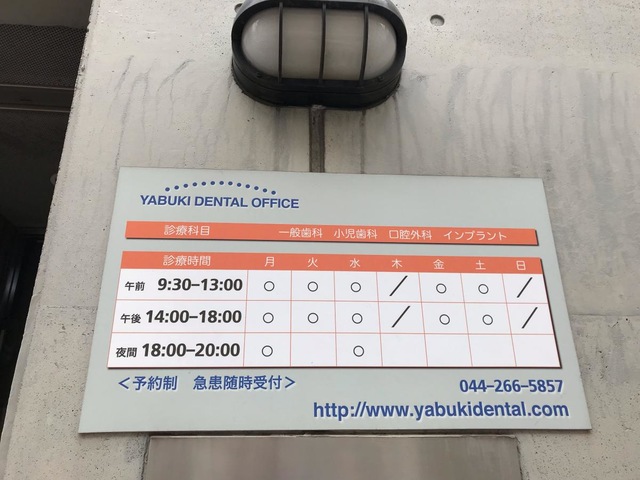 YABUKI DENTAL OFFICE
診療科目 一般歯科 小児歯科 口腔外科 インプラント
診療時間 月 火 水 木 金 土 日
午前 9:30–13:00 ○ ○ ○ / ○ ○ /
午後 14:00–18:00 ○ ○ ○ / ○ ○ /
夜間 18:00–20:00 ○ ○
＜予約制 急患随時受付＞ 044-266-5857
http://www.yabukidental.com